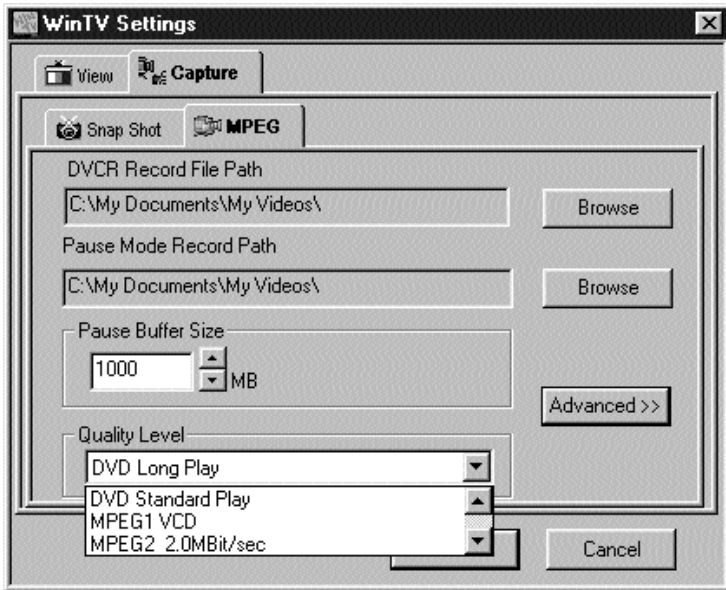 WinTV Settings
View
Capture
Snap Shot
MPEG
DVCR Record File Path
C:\My Documents\My Videos\
Browse
Pause Mode Record Path
C:\My Documents\My Videos\
Browse
Pause Buffer Size
1000
MB
Advanced >>
Quality Level
DVD Long Play
DVD Standard Play
MPEG1 VCD
MPEG2 2.0MBit/sec
Cancel